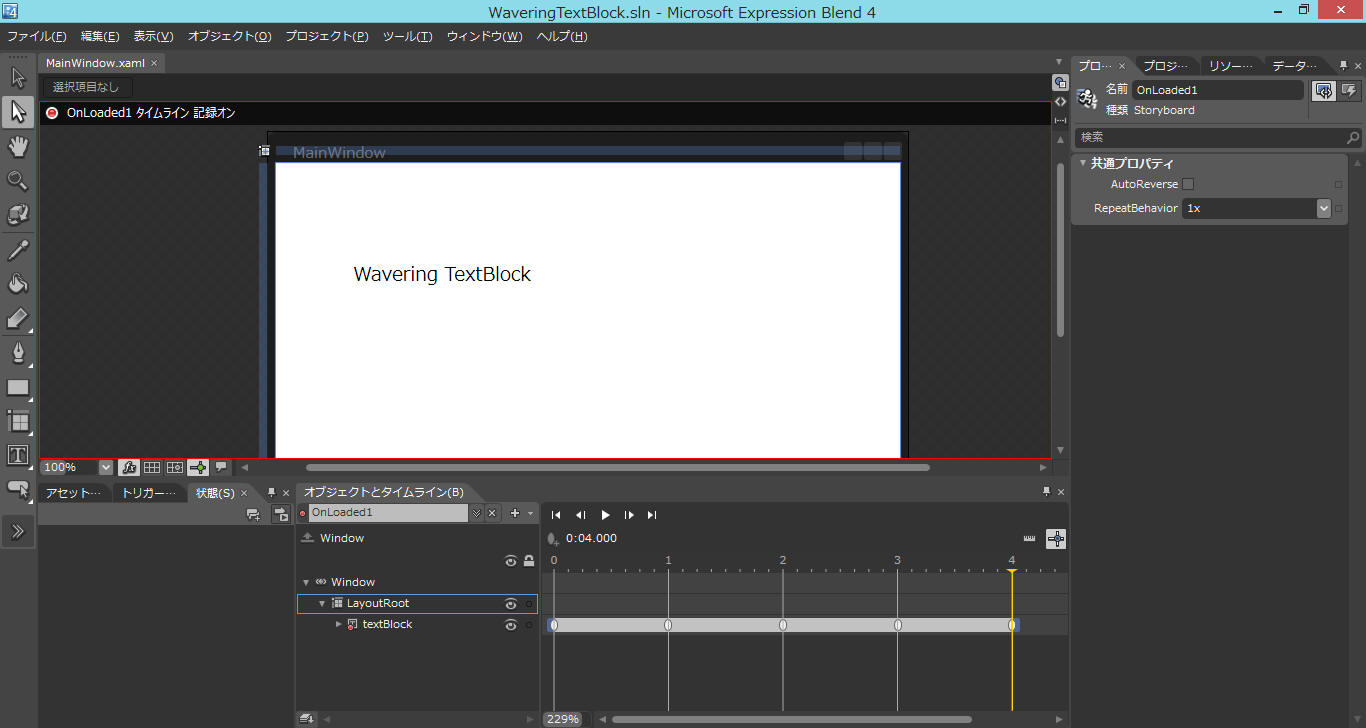 WaveringTextBlock.sln - Microsoft Expression Blend 4
ファイル(F) 編集(E) 表示(V) オブジェクト(O) プロジェクト(P) ツール(T) ウィンドウ(W) ヘルプ(H)
MainWindow.xaml ×
選択項目なし
OnLoaded1 タイムライン 記録オン
MainWindow
Wavering TextBlock
100%
プロ… × プロジ… リソー… データ…
名前 OnLoaded1
種類 Storyboard
検索
共通プロパティ
AutoReverse
RepeatBehavior 1x
アセット… トリガー… 状態(S) ×
オブジェクトとタイムライン(B)
OnLoaded1
Window
0:04.000
0 1 2 3 4
Window
LayoutRoot
textBlock
229%